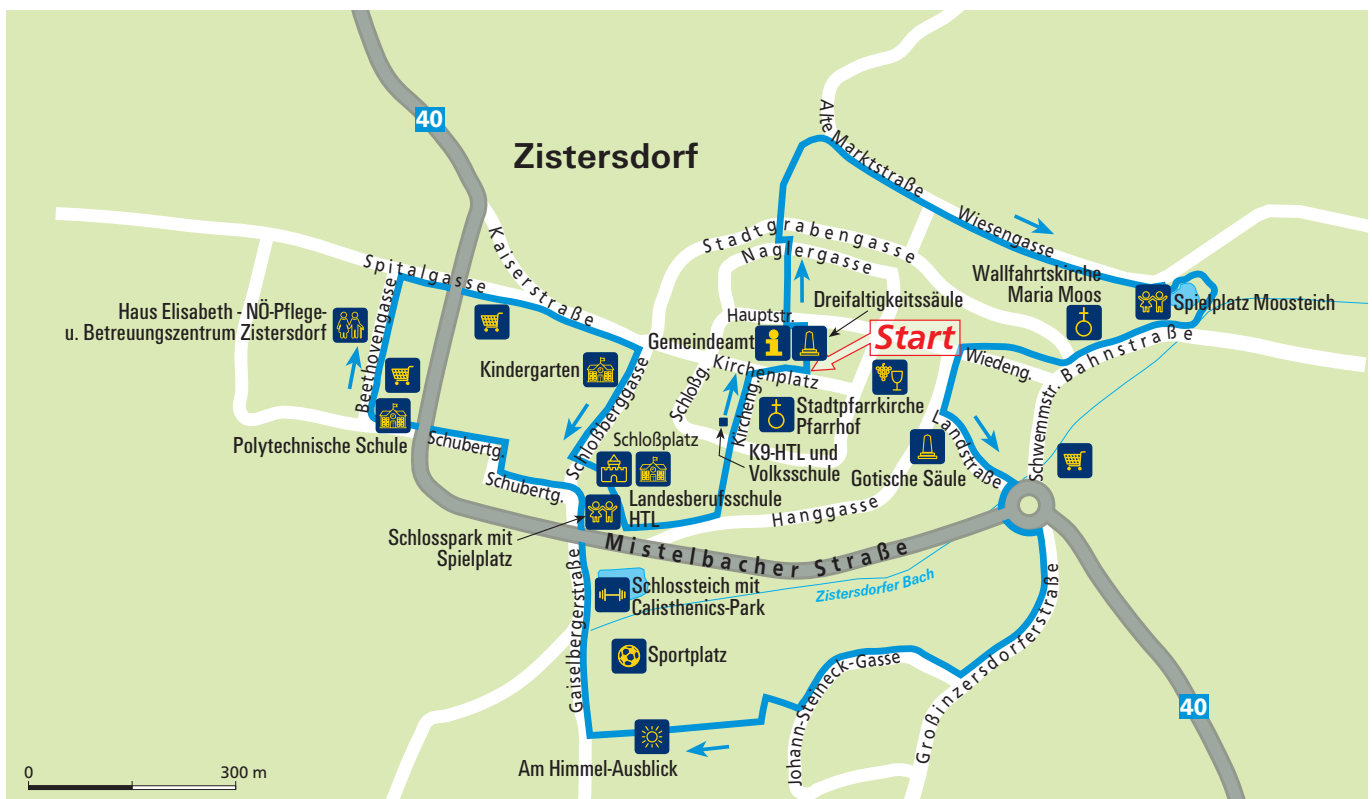 40
Zistersdorf
Alte Marktstraße
Wiesengasse
Kaiserstraße
Stadtgrabengasse
Naglergasse
Spitalgasse
Wallfahrtskirche
Maria Moos
Dreifaltigkeitssäule
Spielplatz Moosteich
Haus Elisabeth - NÖ-Pflege-
u. Betreuungszentrum Zistersdorf
Hauptstr.
Gemeindeamt
Start
Bahnstraße
Beethovengasse
Kindergarten
Schloßberggasse
Schloßg.
Kirchenplatz
Wiedeng.
Kircheng.
Stadtpfarrkirche
Pfarrhof
Landstraße
Schwemmstr.
Polytechnische Schule
Schubertg.
Schloßplatz
K9-HTL und
Volksschule
Gotische Säule
Schubertg.
Landesberufsschule
HTL
Hanggasse
Schlosspark mit
Spielplatz
Mistelbacher Straße
Schlossteich mit
Calisthenics-Park
Zistersdorfer Bach
Gaiselbergerstraße
Sportplatz
Johann-Steineck-Gasse
Großinzersdorferstraße
40
Am Himmel-Ausblick
0 300 m